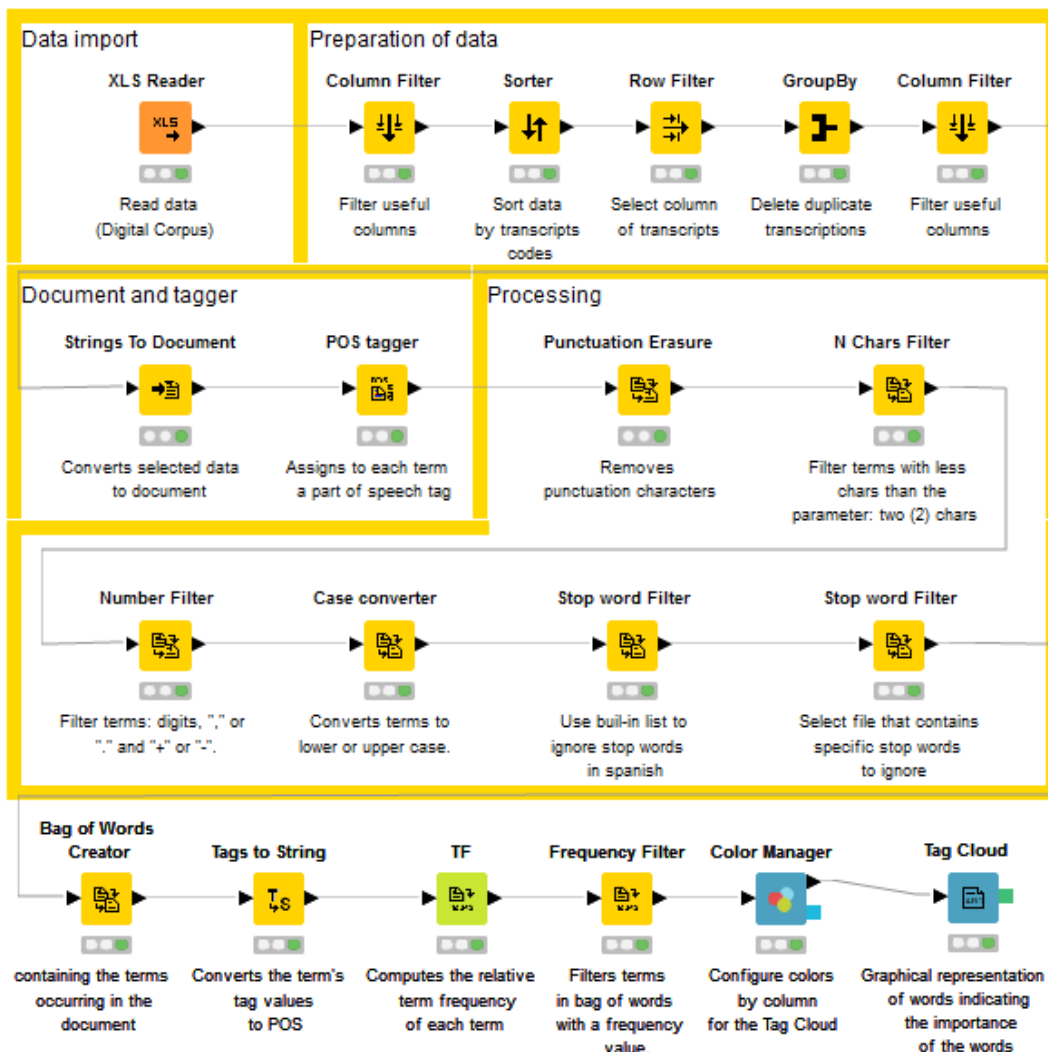 Data import
Preparation of data
XLS Reader
Column Filter
Sorter
Row Filter
GroupBy
Column Filter
XLS
Read data
(Digital Corpus)
Filter useful
columns
Sort data
by transcripts
codes
Select column
of transcripts
Delete duplicate
transcriptions
Filter useful
columns
Document and tagger
Processing
Strings To Document
POS tagger
Punctuation Erasure
N Chars Filter
Converts selected data
to document
Assigns to each term
a part of speech tag
Removes
punctuation characters
Filter terms with less
chars than the
parameter: two (2) chars
Number Filter
Case converter
Stop word Filter
Stop word Filter
Filter terms: digits, "," or
"." and "+" or "-".
Converts terms to
lower or upper case.
Use buil-in list to
ignore stop words
in spanish
Select file that contains
specific stop words
to ignore
Bag of Words
Creator
Tags to String
TF
Frequency Filter
Color Manager
Tag Cloud
T
S
containing the terms
occurring in the
document
Converts the term's
tag values
to POS
Computes the relative
term frequency
of each term
Filters terms
in bag of words
with a frequency
value.
Configure colors
by column
for the Tag Cloud
Graphical representation
of words indicating
the importance
of the words